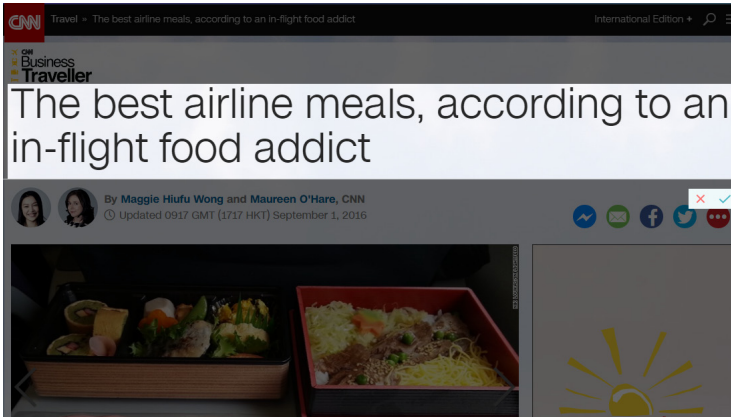 CNN Travel » The best airline meals, according to an in-flight food addict International Edition +
CNN
Business
Traveller
The best airline meals, according to an
in-flight food addict
By Maggie Hiufu Wong and Maureen O'Hare, CNN
Updated 0917 GMT (1717 HKT) September 1, 2016